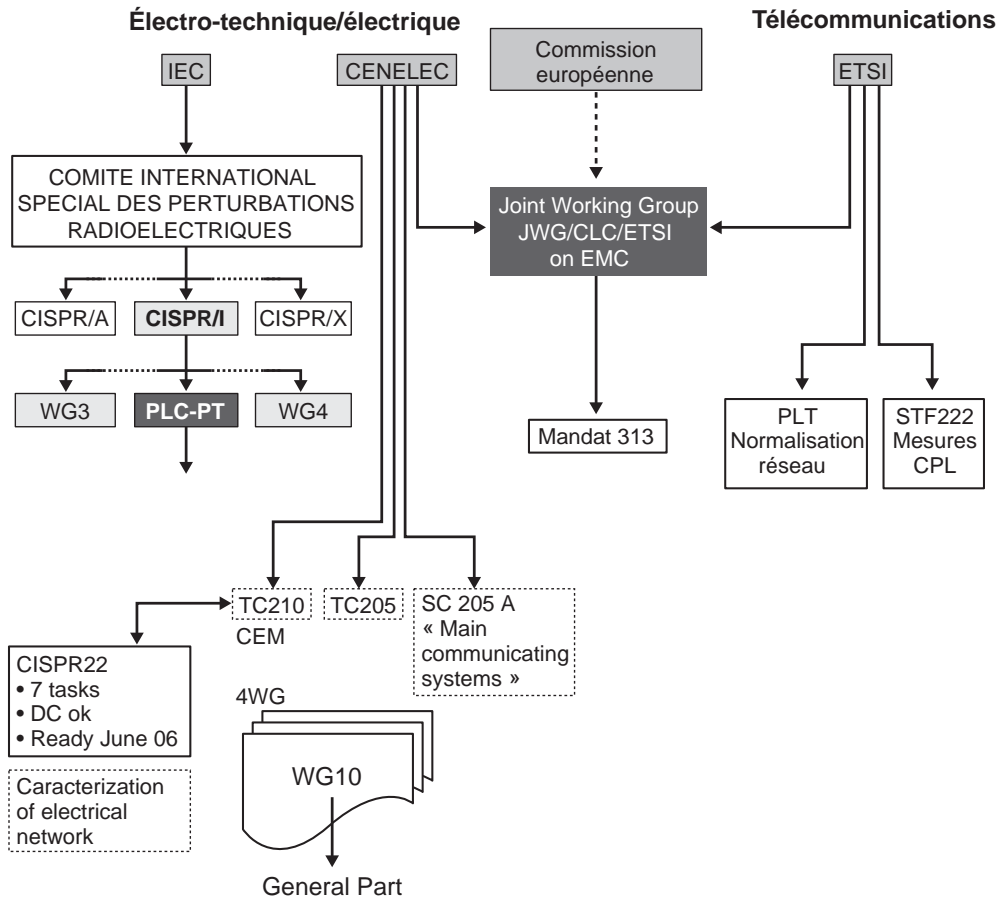 Électro-technique/électrique
Télécommunications
IEC
CENELEC
Commission
européenne
ETSI
COMITE INTERNATIONAL
SPECIAL DES PERTURBATIONS
RADIOELECTRIQUES
Joint Working Group
JWG/CLC/ETSI
on EMC
CISPR/A
CISPR/I
CISPR/X
WG3
PLC-PT
WG4
Mandat 313
PLT
Normalisation
réseau
STF222
Mesures
CPL
TC210
CEM
TC205
SC 205 A
« Main
communicating
systems »
CISPR22
• 7 tasks
• DC ok
• Ready June 06
Caracterization
of electrical
network
4WG
WG10
General Part